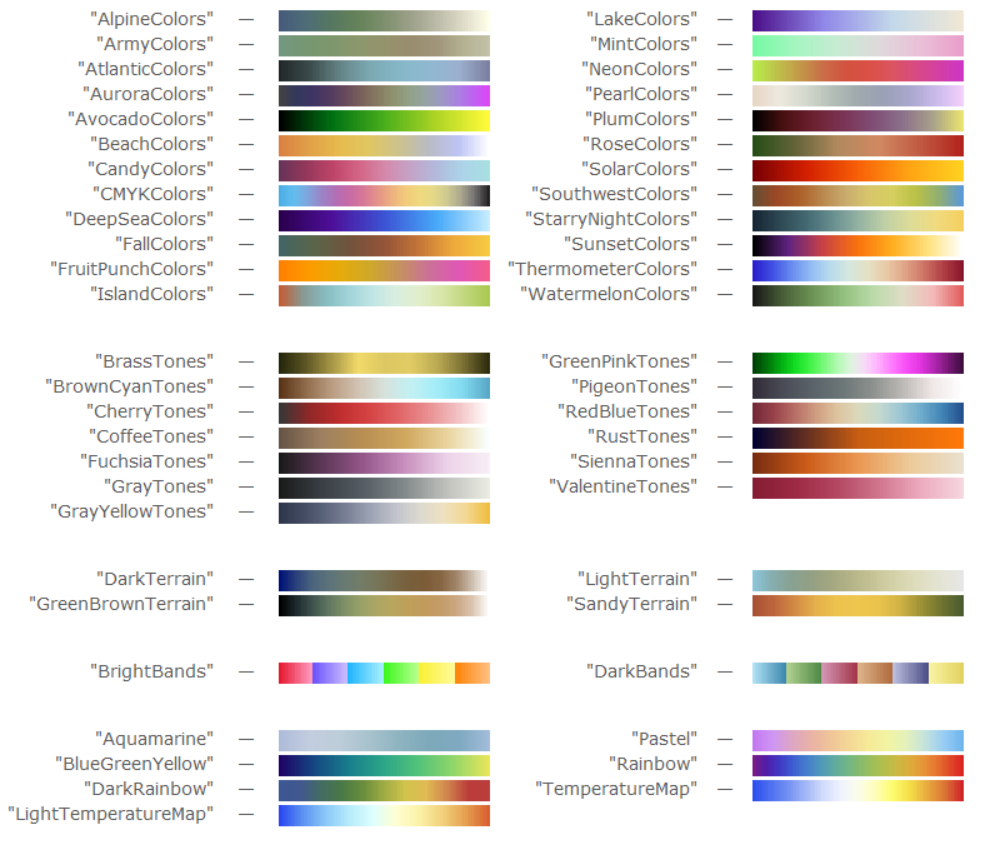 "AlpineColors" —
"ArmyColors" —
"AtlanticColors" —
"AuroraColors" —
"AvocadoColors" —
"BeachColors" —
"CandyColors" —
"CMYKColors" —
"DeepSeaColors" —
"FallColors" —
"FruitPunchColors" —
"IslandColors" —
"LakeColors" —
"MintColors" —
"NeonColors" —
"PearlColors" —
"PlumColors" —
"RoseColors" —
"SolarColors" —
"SouthwestColors" —
"StarryNightColors" —
"SunsetColors" —
"ThermometerColors" —
"WatermelonColors" —
"BrassTones" —
"BrownCyanTones" —
"CherryTones" —
"CoffeeTones" —
"FuchsiaTones" —
"GrayTones" —
"GrayYellowTones" —
"GreenPinkTones" —
"PigeonTones" —
"RedBlueTones" —
"RustTones" —
"SiennaTones" —
"ValentineTones" —
"DarkTerrain" —
"GreenBrownTerrain" —
"LightTerrain" —
"SandyTerrain" —
"BrightBands" —
"DarkBands" —
"Aquamarine" —
"BlueGreenYellow" —
"DarkRainbow" —
"LightTemperatureMap" —
"Pastel" —
"Rainbow" —
"TemperatureMap" —